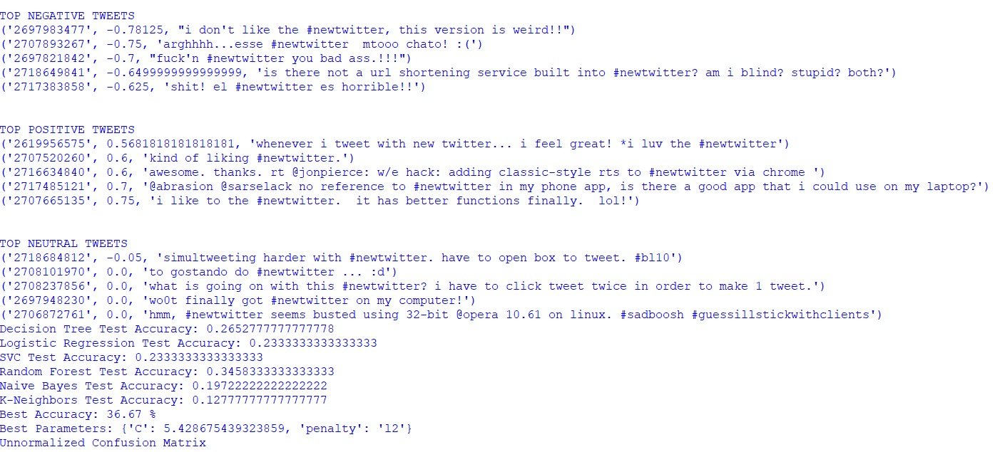 TOP NEGATIVE TWEETS
('2697983477', -0.78125, "i don't like the #newtwitter, this version is weird!!")
('2707893267', -0.75, 'arghhhh...esse #newtwitter  mtooo chato! :(')
('2697821842', -0.7, "fuck'n #newtwitter you bad ass.!!!")
('2718649841', -0.6499999999999999, 'is there not a url shortening service built into #newtwitter? am i blind? stupid? both?')
('2717383858', -0.625, 'shit! el #newtwitter es horrible!!')
TOP POSITIVE TWEETS
('2619956575', 0.5681818181818181, 'whenever i tweet with new twitter... i feel great! *i luv the #newtwitter')
('2707520260', 0.6, 'kind of liking #newtwitter.')
('2716634840', 0.6, 'awesome. thanks. rt @jonpierce: w/e hack: adding classic-style rts to #newtwitter via chrome ')
('2717485121', 0.7, '@abrasion @sarselack no reference to #newtwitter in my phone app, is there a good app that i could use on my laptop?')
('2707665135', 0.75, 'i like to the #newtwitter.  it has better functions finally.  lol!')
TOP NEUTRAL TWEETS
('2718684812', -0.05, 'simultweeting harder with #newtwitter. have to open box to tweet. #bl10')
('2708101970', 0.0, 'to gostando do #newtwitter ... :d')
('2708237856', 0.0, 'what is going on with this #newtwitter? i have to click tweet twice in order to make 1 tweet.')
('2697948230', 0.0, 'wo0t finally got #newtwitter on my computer!')
('2706872761', 0.0, 'hmm, #newtwitter seems busted using 32-bit @opera 10.61 on linux. #sadboosh #guessillstickwithclients')
Decision Tree Test Accuracy: 0.2652777777777778
Logistic Regression Test Accuracy: 0.2333333333333333
SVC Test Accuracy: 0.2333333333333333
Random Forest Test Accuracy: 0.3458333333333333
Naive Bayes Test Accuracy: 0.19722222222222222
K-Neighbors Test Accuracy: 0.12777777777777777
Best Accuracy: 36.67 %
Best Parameters: {'C': 5.428675439323859, 'penalty': 'l2'}
Unnormalized Confusion Matrix